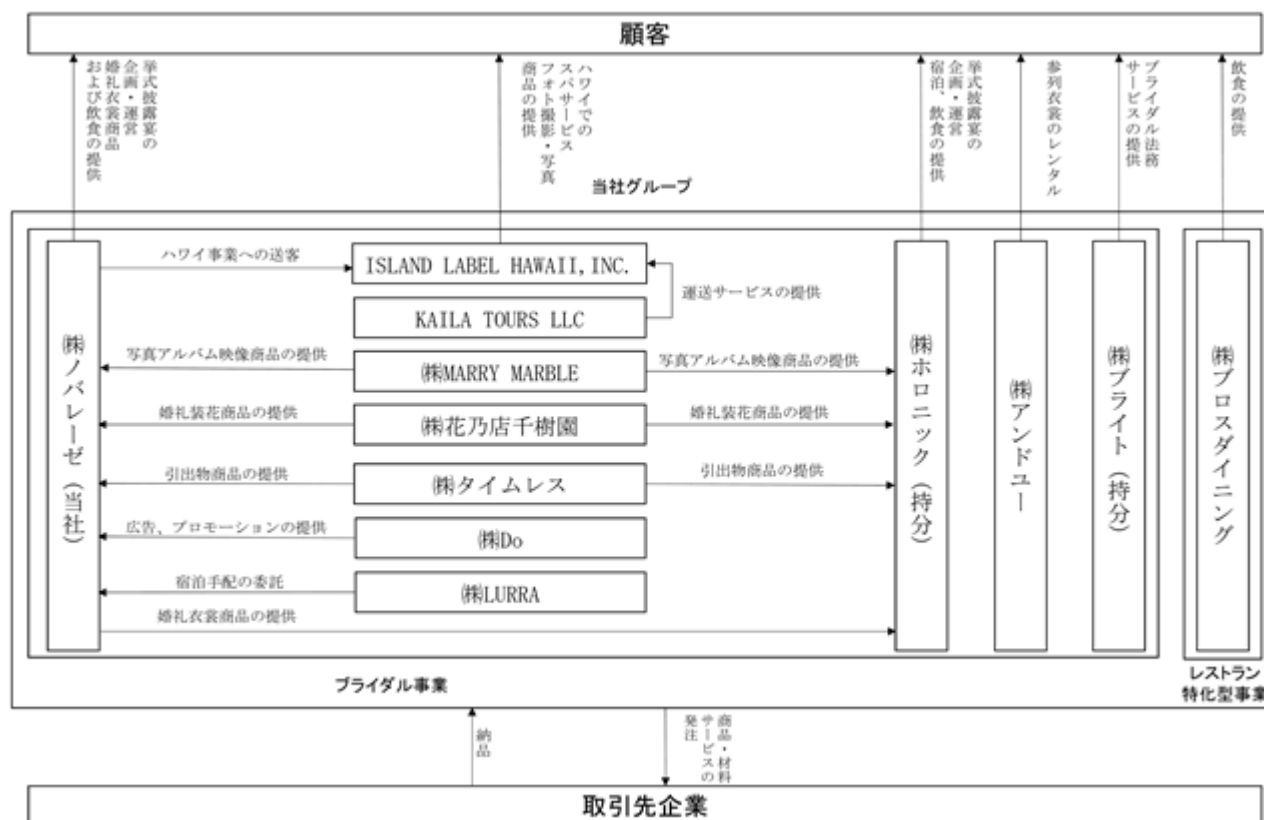 顧客
挙式披露宴の
企画・運営
婚礼衣裳商品
および飲食の提供
ハワイでの
スパサービス
フォト撮影・写真
商品の提供
挙式披露宴の
企画・運営
宿泊、飲食の提供
参列衣裳のレンタル
ブライダル法務
サービスの提供
飲食の提供
当社グループ
㈱ノバレーゼ（当社）
ハワイ事業への送客
ISLAND LABEL HAWAII,INC.
運送サービスの提供
KAILA TOURS LLC
写真アルバム映像商品の提供
㈱MARRY MARBLE
写真アルバム映像商品の提供
婚礼装花商品の提供
㈱花乃店千樹園
婚礼装花商品の提供
引出物商品の提供
㈱タイムレス
引出物商品の提供
広告、プロモーションの提供
㈱Do
宿泊手配の委託
㈱LURRA
婚礼衣裳商品の提供
㈱ホロニック（持分）
㈱アンドユー
㈱ブライト（持分）
㈱ブロスダイニング
ブライダル事業
レストラン
特化型事業
納品
商品・材料
サービスの
発注
取引先企業